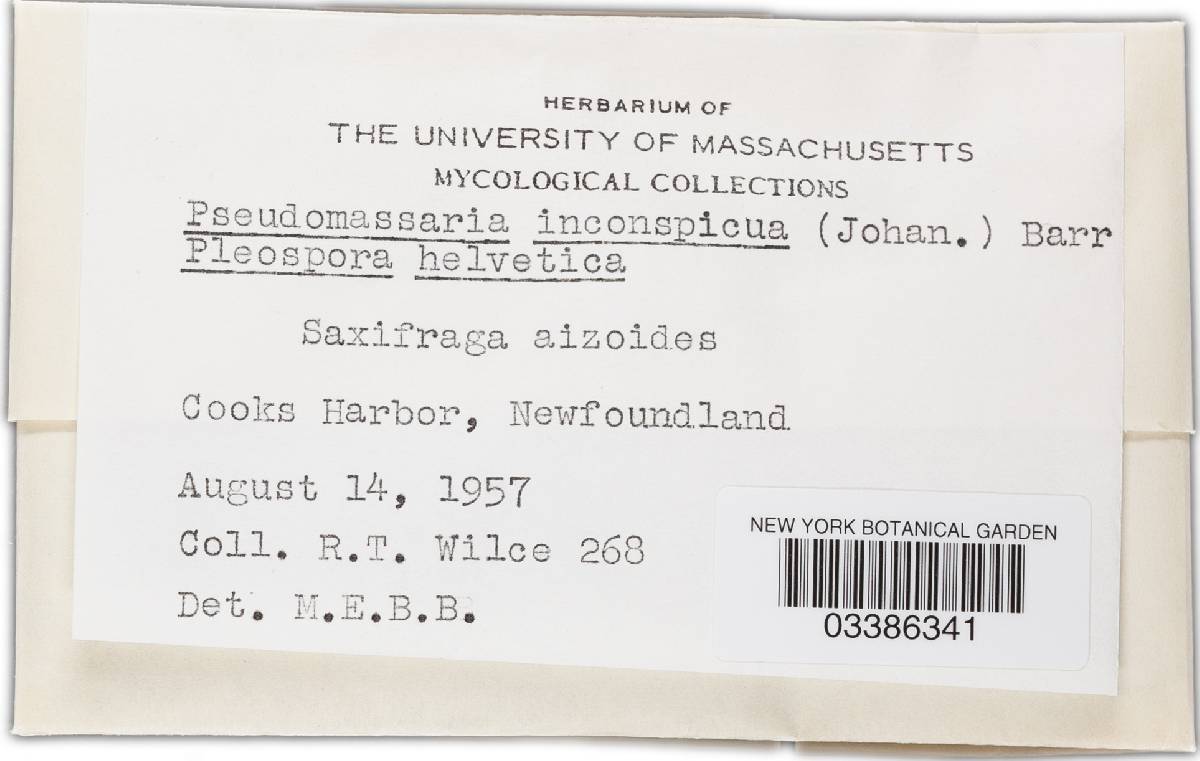 HERBARIUM OF
THE UNIVERSITY OF MASSACHUSETTS
MYCOLOGICAL COLLECTIONS
Pseudomassaria inconspicua (Johan.) Barr
Pleospora helvetica
Saxifraga aizoides
Cooks Harbor, Newfoundland
August 14, 1957
Coll. R.T. Wilce 268
Det. M.E.B.B.
NEW YORK BOTANICAL GARDEN
03386341